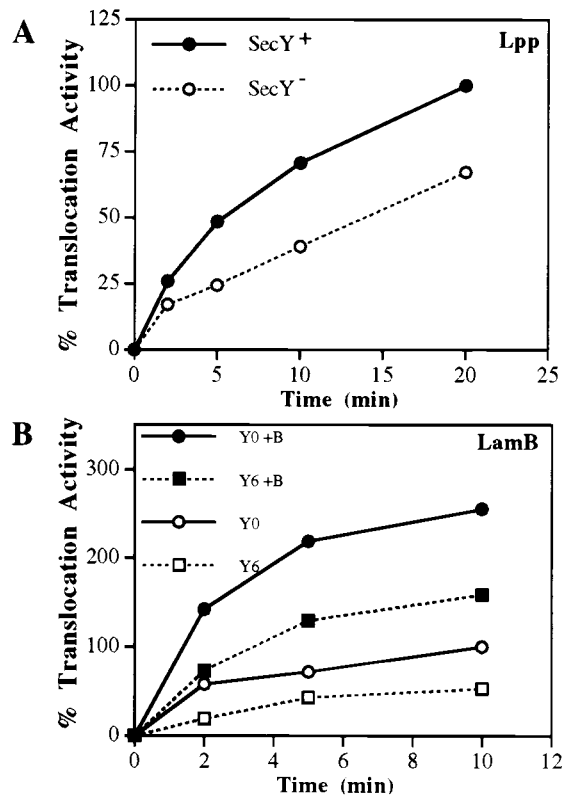 A
125
SecY+
Lpp
SecY-
100
75
50
25
0
% Translocation Activity
0 5 10 15 20 25
Time (min)
B
Y0 +B
LamB
300
Y6 +B
Y0
200
Y6
100
0
% Translocation Activity
0 2 4 6 8 10 12
Time (min)